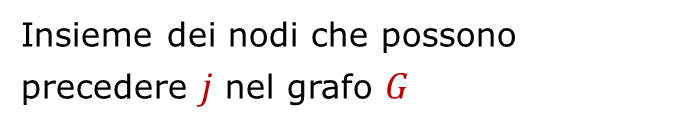 Insieme dei nodi che possono
precedere j nel grafo G